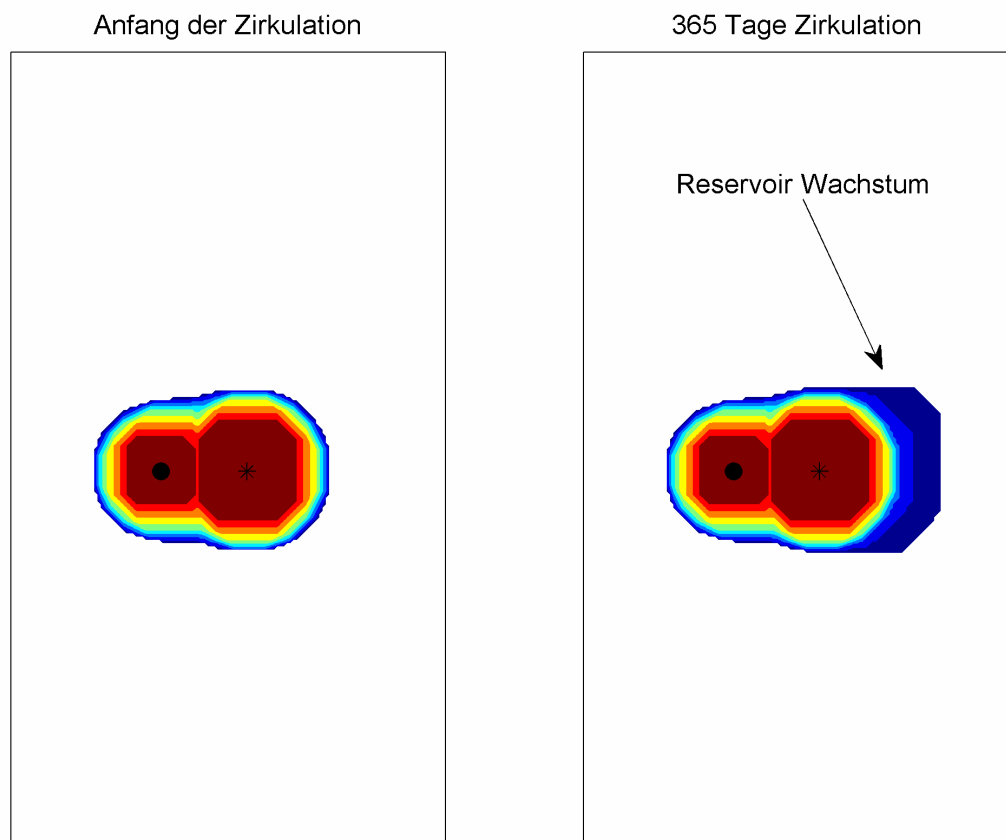 Anfang der Zirkulation
365 Tage Zirkulation
Reservoir Wachstum